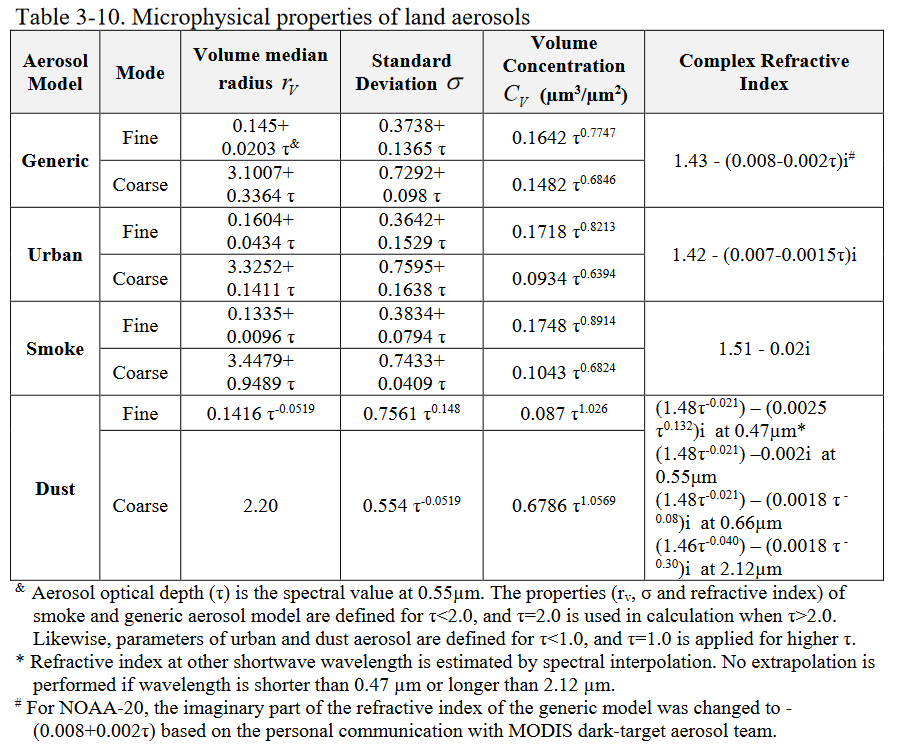 Table 3-10. Microphysical properties of land aerosols
Aerosol Model | Mode | Volume median radius r_V | Standard Deviation σ | Volume Concentration C_V (µm³/µm²) | Complex Refractive Index
Generic | Fine | 0.145+ 0.0203 τ^& | 0.3738+ 0.1365 τ | 0.1642 τ^0.7747 | 1.43 - (0.008-0.002τ)i^#
Coarse | 3.1007+ 0.3364 τ | 0.7292+ 0.098 τ | 0.1482 τ^0.6846
Urban | Fine | 0.1604+ 0.0434 τ | 0.3642+ 0.1529 τ | 0.1718 τ^0.8213 | 1.42 - (0.007-0.0015τ)i
Coarse | 3.3252+ 0.1411 τ | 0.7595+ 0.1638 τ | 0.0934 τ^0.6394
Smoke | Fine | 0.1335+ 0.0096 τ | 0.3834+ 0.0794 τ | 0.1748 τ^0.8914 | 1.51 - 0.02i
Coarse | 3.4479+ 0.9489 τ | 0.7433+ 0.0409 τ | 0.1043 τ^0.6824
Dust | Fine | 0.1416 τ^-0.0519 | 0.7561 τ^0.148 | 0.087 τ^1.026
Coarse | 2.20 | 0.554 τ^-0.0519 | 0.6786 τ^1.0569
(1.48τ^-0.021) – (0.0025
τ^0.132)i at 0.47µm*
(1.48τ^-0.021) –0.002i at
0.55µm
(1.48τ^-0.021) – (0.0018 τ^-
^0.08)i at 0.66µm
(1.46τ^-0.040) – (0.0018 τ^-
^0.30)i at 2.12µm
& Aerosol optical depth (τ) is the spectral value at 0.55µm. The properties (r_v, σ and refractive index) of
smoke and generic aerosol model are defined for τ<2.0, and τ=2.0 is used in calculation when τ>2.0.
Likewise, parameters of urban and dust aerosol are defined for τ<1.0, and τ=1.0 is applied for higher τ.
* Refractive index at other shortwave wavelength is estimated by spectral interpolation. No extrapolation is
performed if wavelength is shorter than 0.47 µm or longer than 2.12 µm.
# For NOAA-20, the imaginary part of the refractive index of the generic model was changed to -
(0.008+0.002τ) based on the personal communication with MODIS dark-target aerosol team.